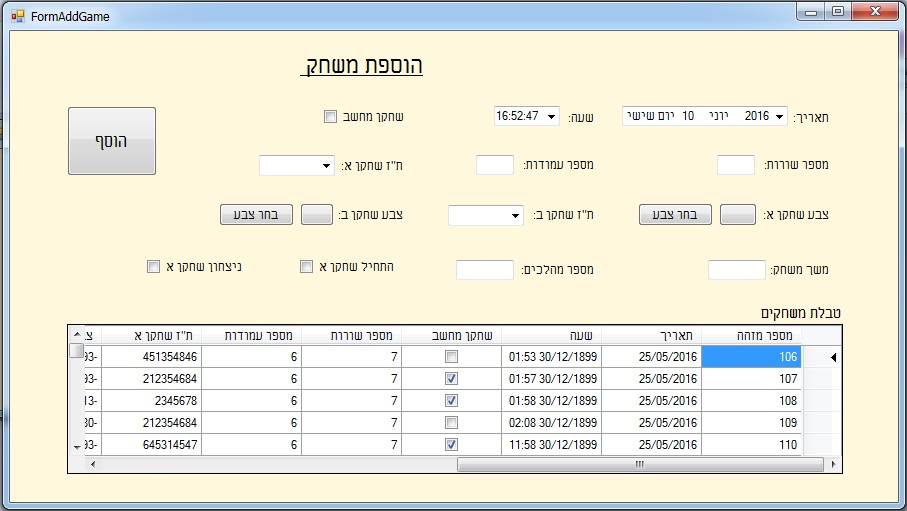 FormAddGame
הוספת משחק
תאריך: 2016 יוני 10 יום שישי שעה: 16:52:47 שחקן מחשב הוסף
מספר שורות: מספר עמודות: ת"ז שחקן א:
צבע שחקן א: בחר צבע ת"ז שחקן ב: צבע שחקן ב: בחר צבע
משך משחק: מספר מהלכים: התחיל שחקן א ניצחון שחקן א
טבלת משחקים
מספר מזהה תאריך שעה שחקן מחשב מספר שורות מספר עמודות ת"ז שחקן א
106 25/05/2016 01:53 30/12/1899 7 6 451354846 93-
107 25/05/2016 01:57 30/12/1899 7 6 212354684 93-
108 25/05/2016 01:58 30/12/1899 7 6 2345678 13-
109 25/05/2016 02:08 30/12/1899 7 6 212354684 30-
110 25/05/2016 11:58 30/12/1899 7 6 645314547 93-